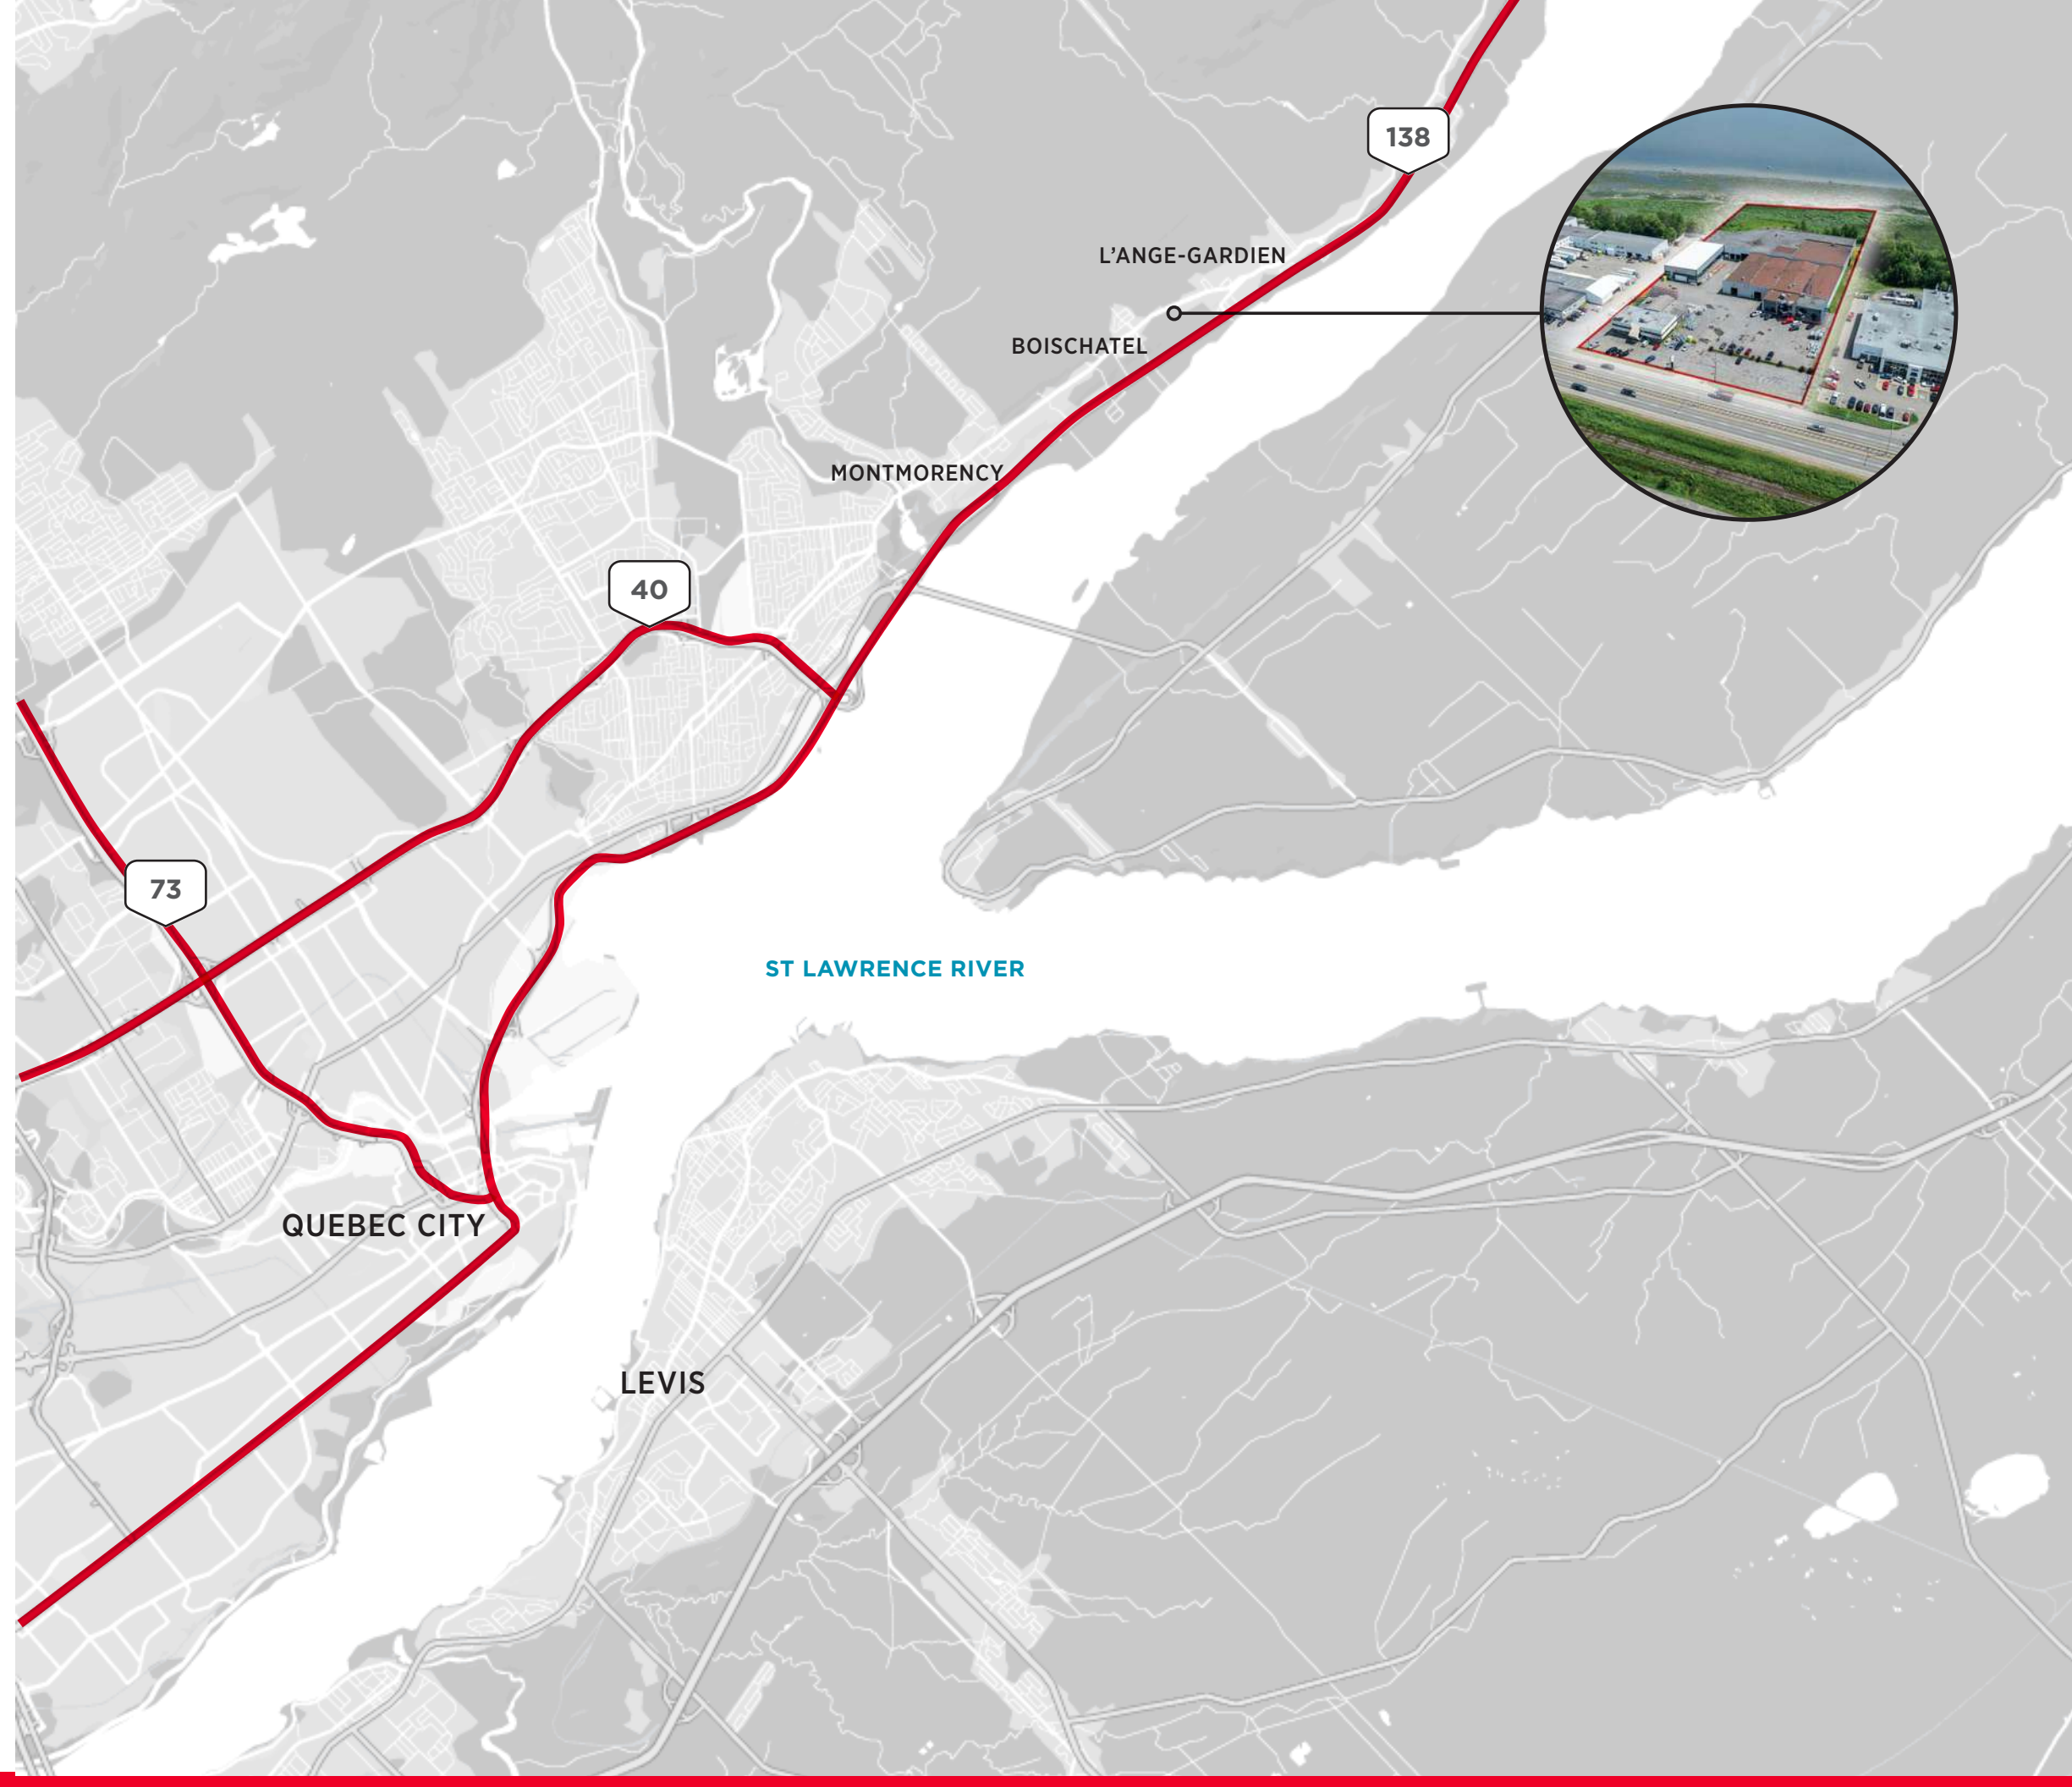 138
L'ANGE-GARDIEN
BOISCHATEL
MONTMORENCY
40
73
ST LAWRENCE RIVER
QUEBEC CITY
LEVIS